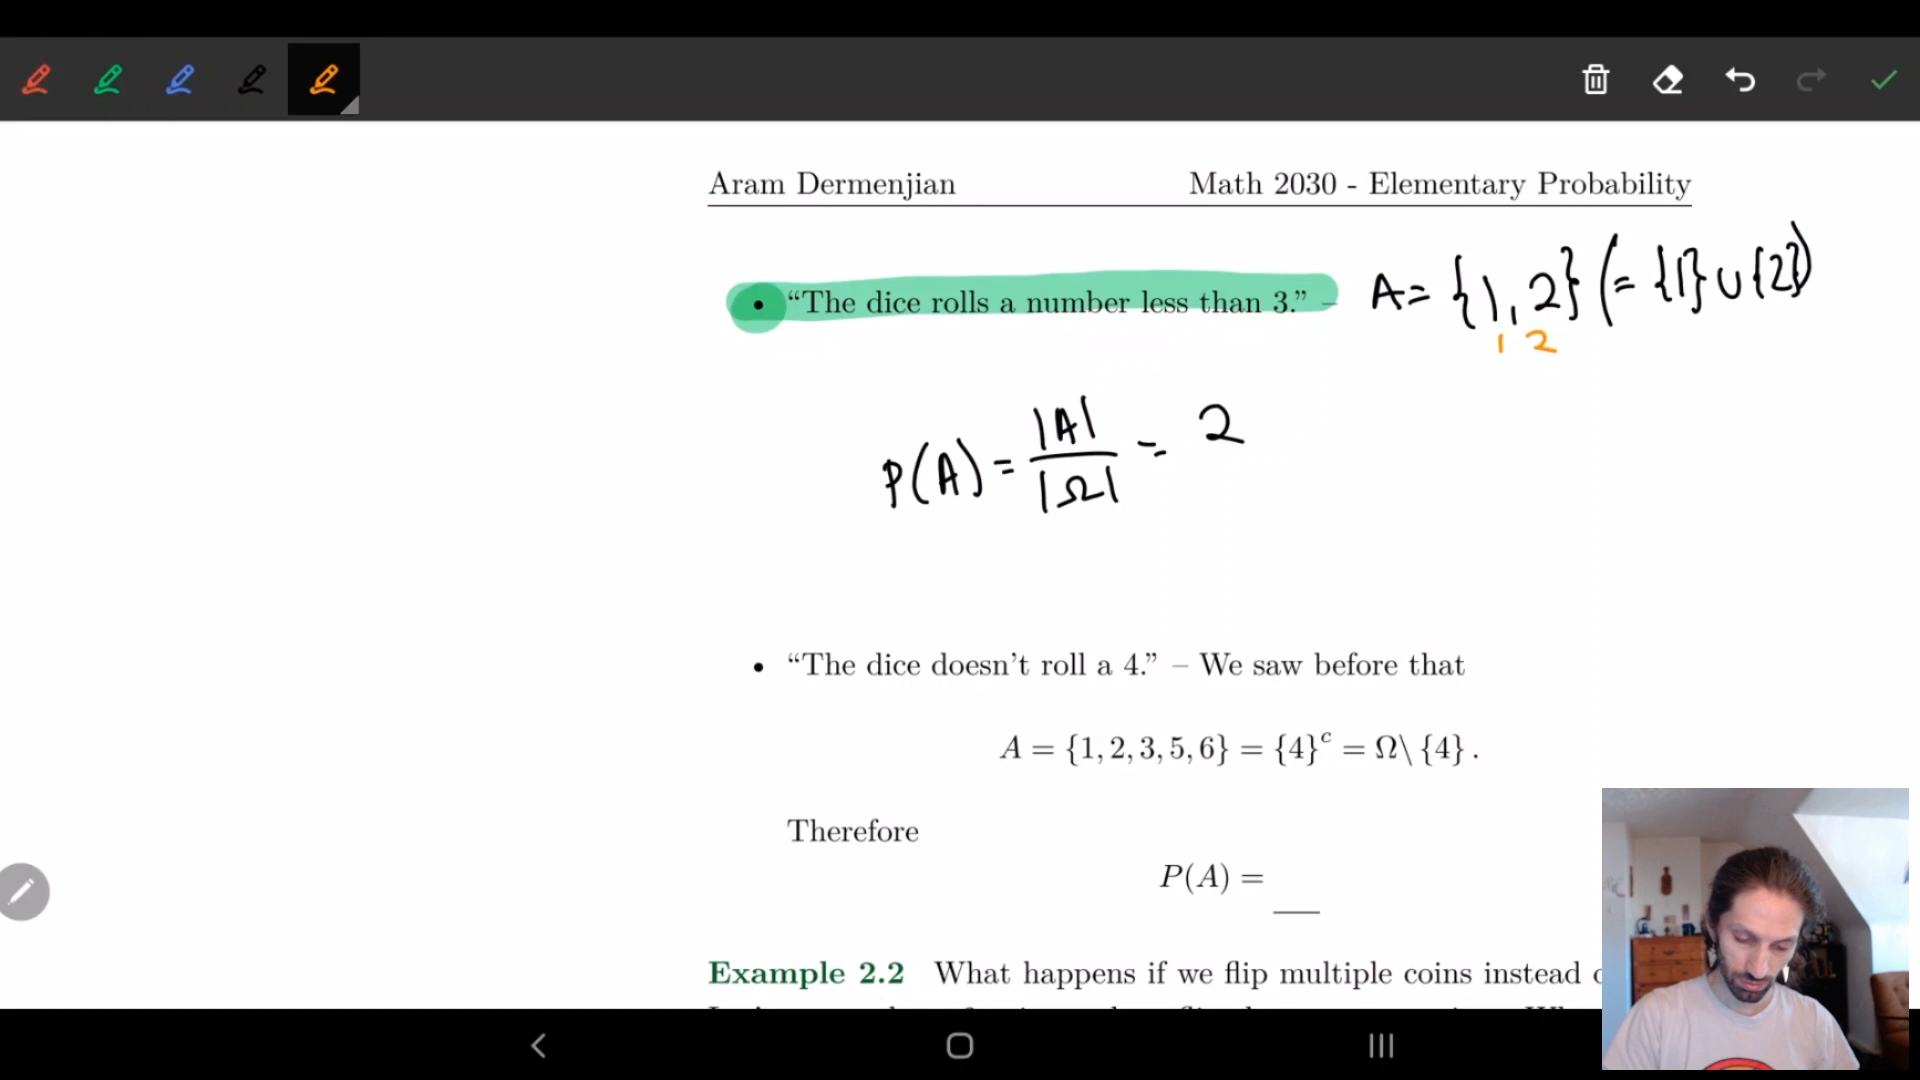 Aram Dermenjian Math 2030 - Elementary Probability
• “The dice rolls a number less than 3.” – A = {1, 2} (= {1} ∪ {2})
1 2
P(A) = |A| / |Ω| = 2
• “The dice doesn’t roll a 4.” – We saw before that
A = {1, 2, 3, 5, 6} = {4}ᶜ = Ω\ {4} .
Therefore
P(A) = __
Example 2.2 What happens if we flip multiple coins instead